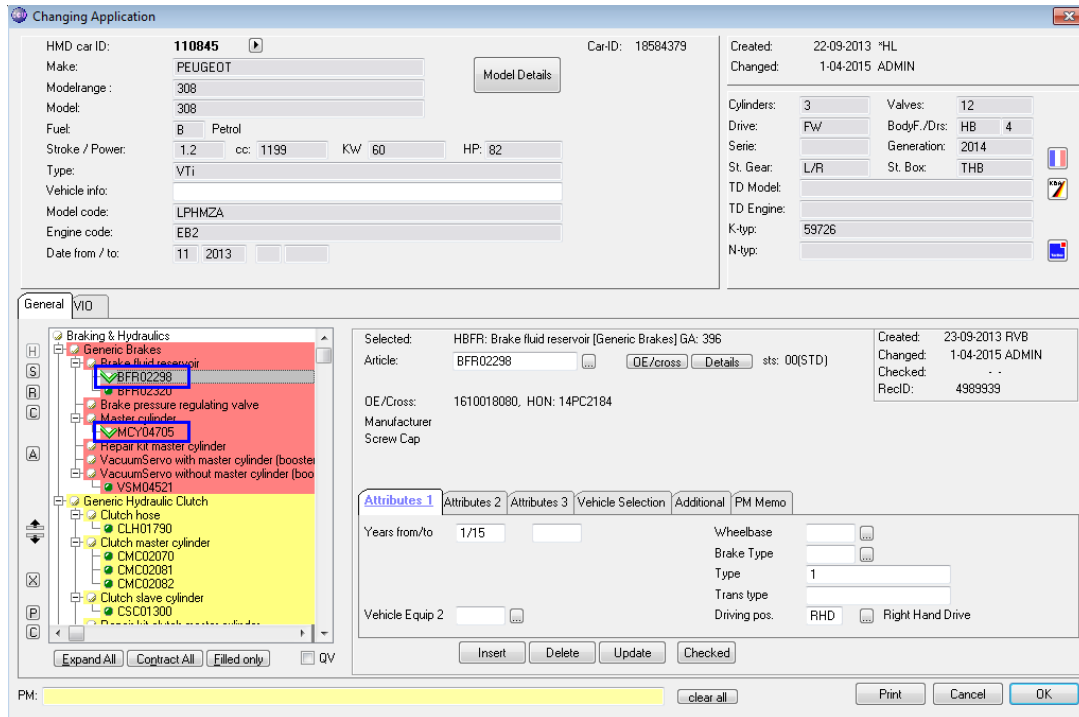 Changing Application
HMD car ID: 110845 Car-ID: 18584379
Make: PEUGEOT
Model Details
Modelrange : 308
Model: 308
Fuel: B Petrol
Stroke / Power: 1.2 cc: 1199 KW 60 HP: 82
Type: VTi
Vehicle info:
Model code: LPHMZA
Engine code: EB2
Date from / to: 11 2013
Created: 22-09-2013 *HL
Changed: 1-04-2015 ADMIN
Cylinders: 3 Valves: 12
Drive: FW BodyF./Drs: HB 4
Serie: Generation: 2014
St. Gear: L/R St. Box: THB
TD Model:
TD Engine:
K-typ: 59726
N-typ:
General VIO
H
S
R
C
A
X
P
C
Braking & Hydraulics
Generic Brakes
Brake fluid reservoir
BFR02298
BFR02320
Brake pressure regulating valve
Master cylinder
MCY04705
Repair kit master cylinder
VacuumServo with master cylinder (booster
VacuumServo without master cylinder (boo
VSM04521
Generic Hydraulic Clutch
Clutch hose
CLH01790
Clutch master cylinder
CMC02070
CMC02081
CMC02082
Clutch slave cylinder
CSC01300
Repair kit clutch master cylinder
Expand All Contract All Filled only QV
Selected: HBFR: Brake fluid reservoir [Generic Brakes] GA: 396
Article: BFR02298 ... OE/cross Details sts: 00(STD)
OE/Cross: 1610018080, HON: 14PC2184
Manufacturer
Screw Cap
Created: 23-09-2013 RVB
Changed: 1-04-2015 ADMIN
Checked: - -
RecID: 4989939
Attributes 1 Attributes 2 Attributes 3 Vehicle Selection Additional PM Memo
Years from/to 1/15 Wheelbase ...
Brake Type ...
Type 1
Trans type
Vehicle Equip 2 ... Driving pos. RHD ... Right Hand Drive
Insert Delete Update Checked
PM: clear all Print Cancel OK